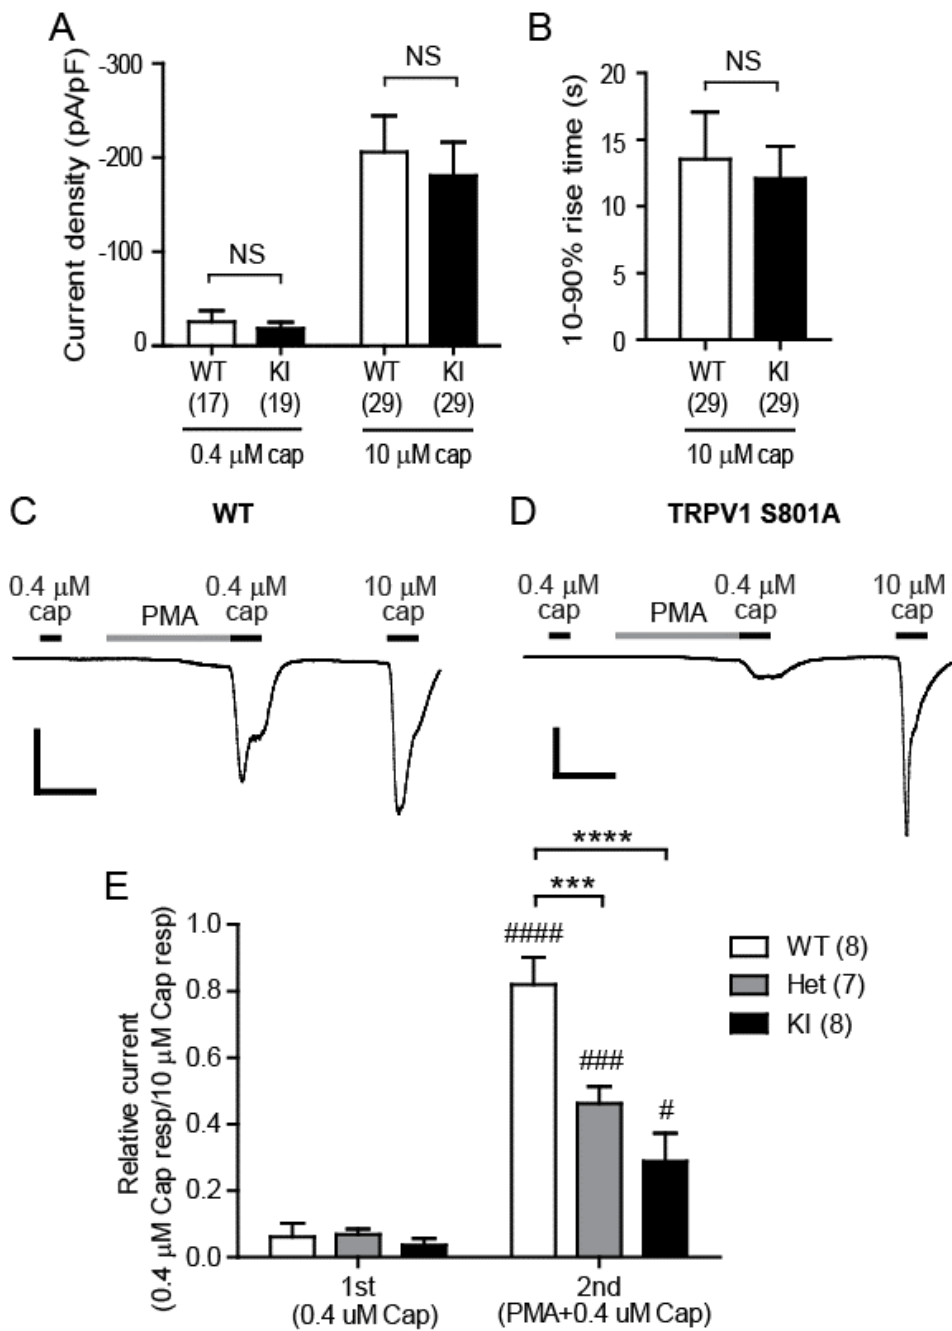 A
Current density (pA/pF)
-300
-200
-100
0
NS
NS
WT
KI
WT
KI
(17)
(19)
(29)
(29)
0.4 μM cap
10 μM cap
B
10-90% rise time (s)
20
15
10
5
0
NS
WT
KI
(29)
(29)
10 μM cap
C
WT
0.4 μM
cap
PMA
0.4 μM
cap
10 μM
cap
D
TRPV1 S801A
0.4 μM
cap
PMA
0.4 μM
cap
10 μM
cap
E
Relative current
(0.4 μM Cap resp/10 μM Cap resp)
1.0
0.8
0.6
0.4
0.2
0.0
****
***
####
###
#
WT (8)
Het (7)
KI (8)
1st
(0.4 uM Cap)
2nd
(PMA+0.4 uM Cap)